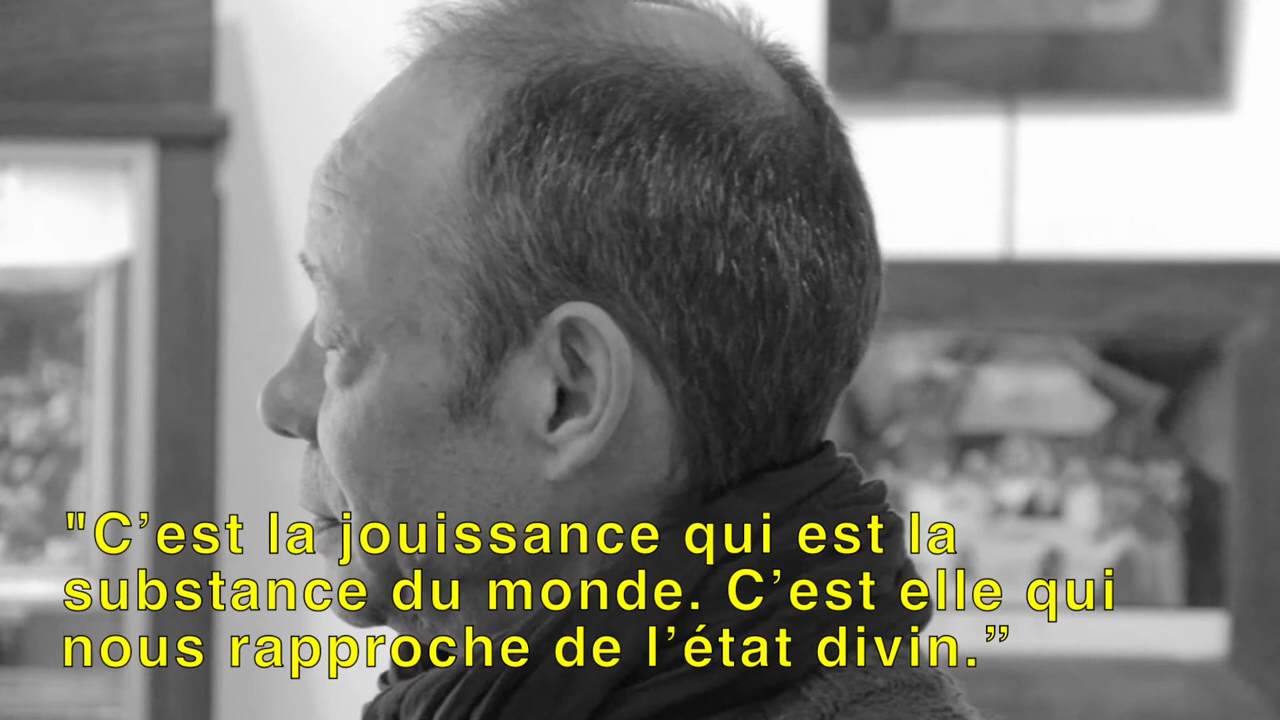 "C’est la jouissance qui est la
substance du monde. C’est elle qui
nous rapproche de l’état divin.”